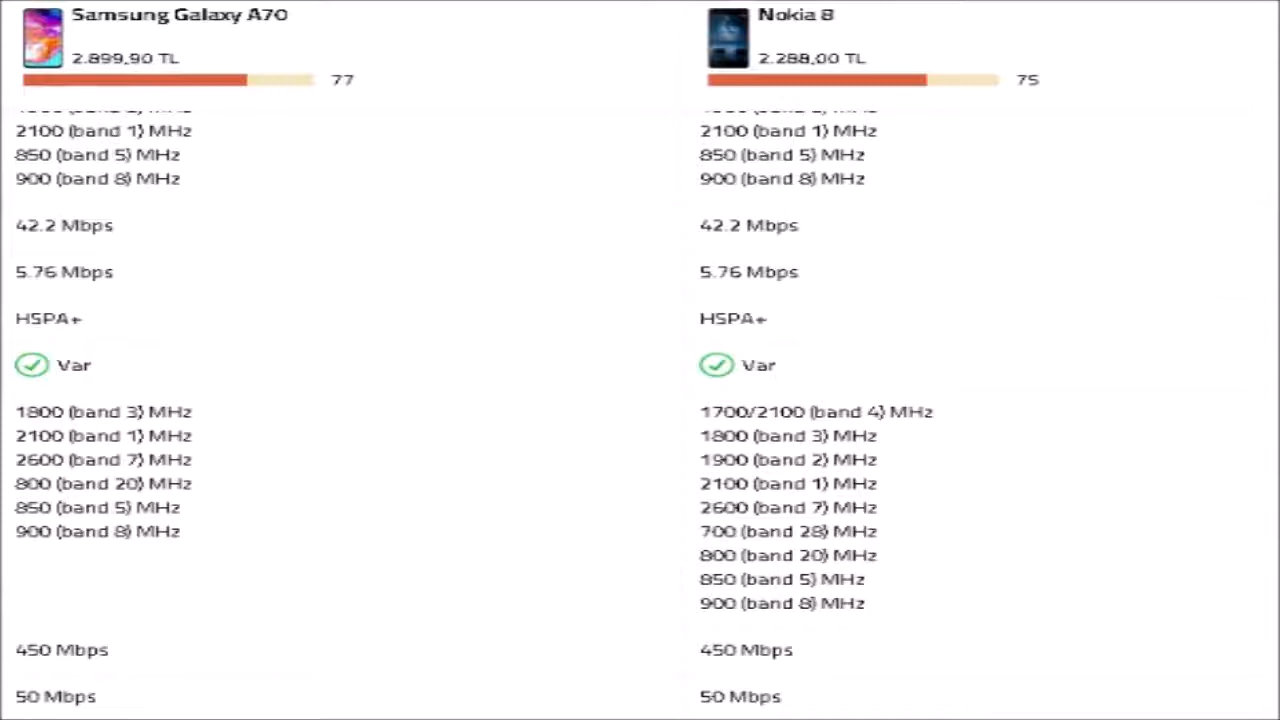 Samsung Galaxy A70
2.899,90 TL
77
2100 (band 1) MHz
850 (band 5) MHz
900 (band 8) MHz
42.2 Mbps
5.76 Mbps
HSPA+
Var
1800 (band 3) MHz
2100 (band 1) MHz
2600 (band 7) MHz
800 (band 20) MHz
850 (band 5) MHz
900 (band 8) MHz
450 Mbps
50 Mbps
Nokia 8
2.288,00 TL
75
2100 (band 1) MHz
850 (band 5) MHz
900 (band 8) MHz
42.2 Mbps
5.76 Mbps
HSPA+
Var
1700/2100 (band 4) MHz
1800 (band 3) MHz
1900 (band 2) MHz
2100 (band 1) MHz
2600 (band 7) MHz
700 (band 28) MHz
800 (band 20) MHz
850 (band 5) MHz
900 (band 8) MHz
450 Mbps
50 Mbps